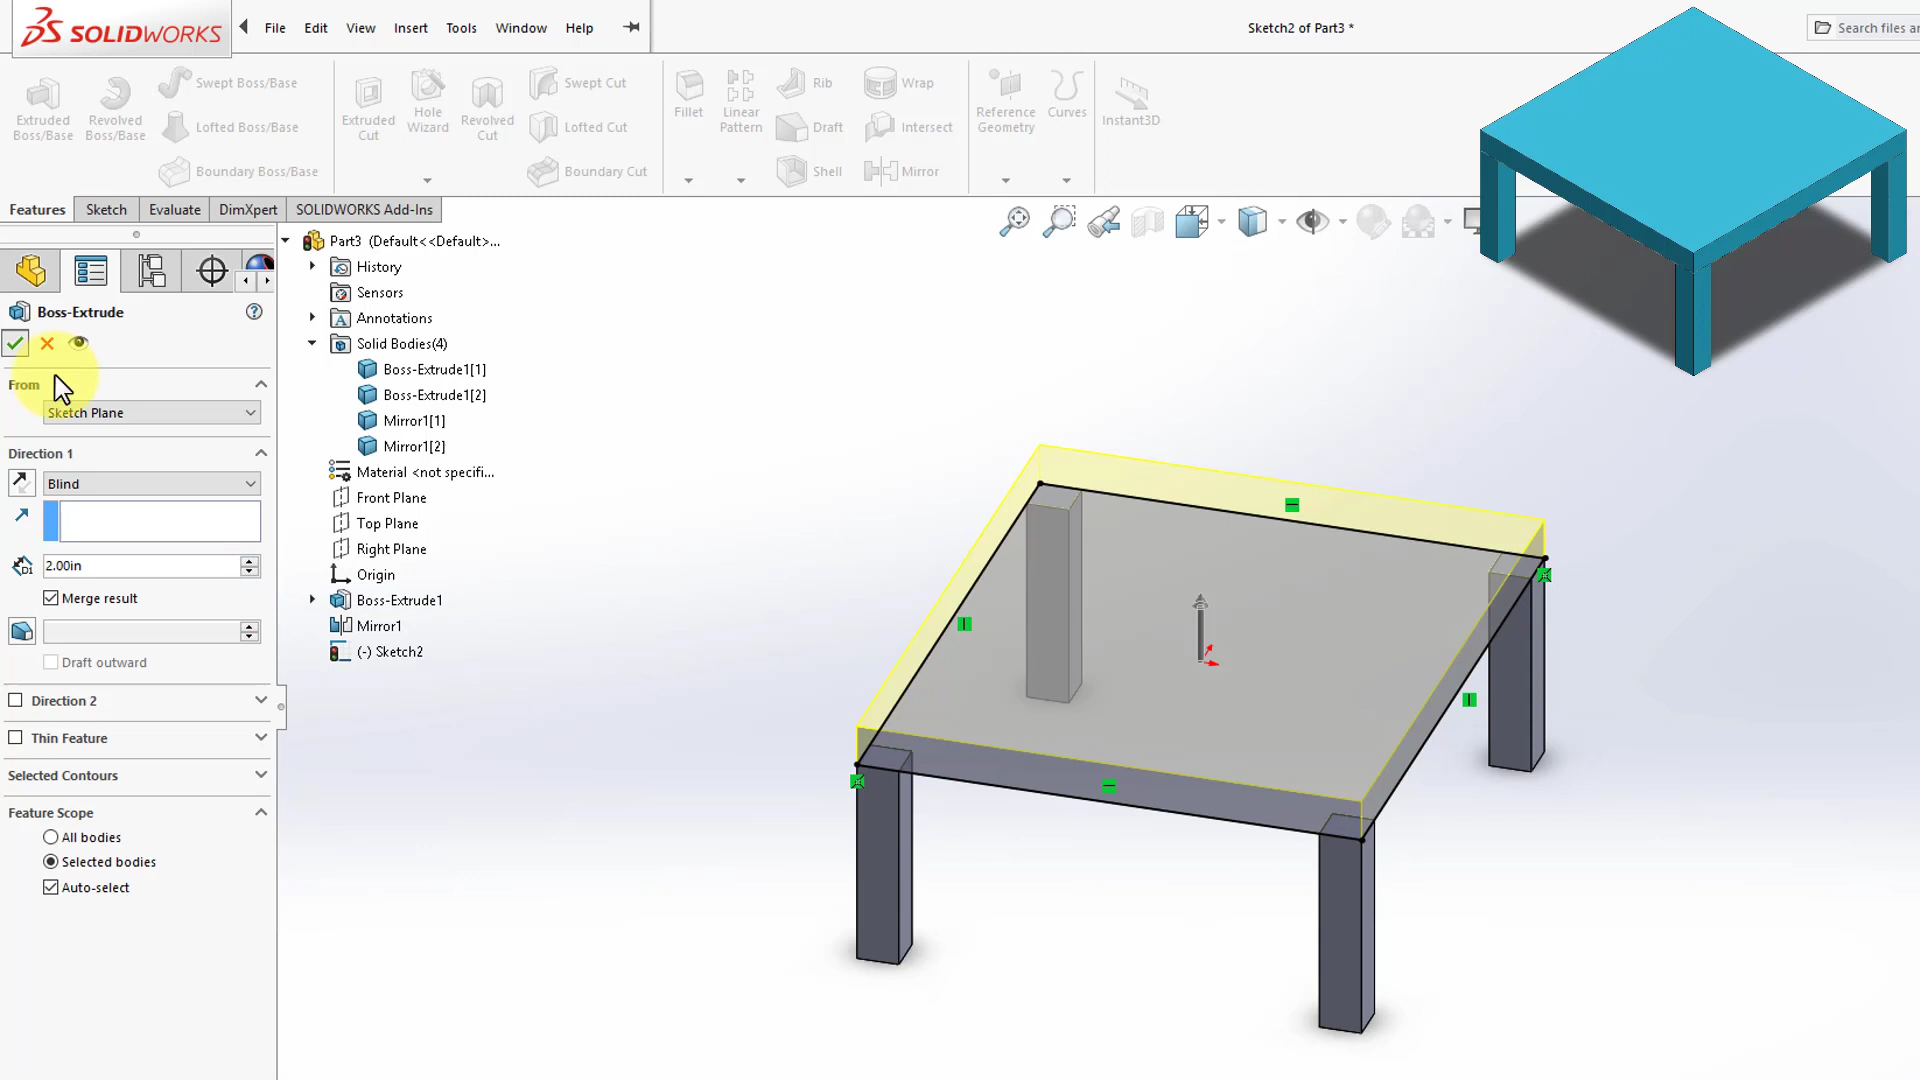 SOLIDWORKS File Edit View Insert Tools Window Help Sketch2 of Part3 * Search files an
Extruded Boss/Base
Revolved Boss/Base
Swept Boss/Base
Lofted Boss/Base
Boundary Boss/Base
Extruded Cut
Hole Wizard
Revolved Cut
Swept Cut
Lofted Cut
Boundary Cut
Fillet
Linear Pattern
Rib
Draft
Shell
Wrap
Intersect
Mirror
Reference Geometry
Curves
Instant3D
Features Sketch Evaluate DimXpert SOLIDWORKS Add-Ins
Boss-Extrude
From
Sketch Plane
Direction 1
Blind
D1
2.00in
Merge result
Draft outward
Direction 2
Thin Feature
Selected Contours
Feature Scope
All bodies
Selected bodies
Auto-select
Part3 (Default<<Default>...
History
Sensors
Annotations
Solid Bodies(4)
Boss-Extrude1[1]
Boss-Extrude1[2]
Mirror1[1]
Mirror1[2]
Material <not specifi...
Front Plane
Top Plane
Right Plane
Origin
Boss-Extrude1
Mirror1
(-) Sketch2